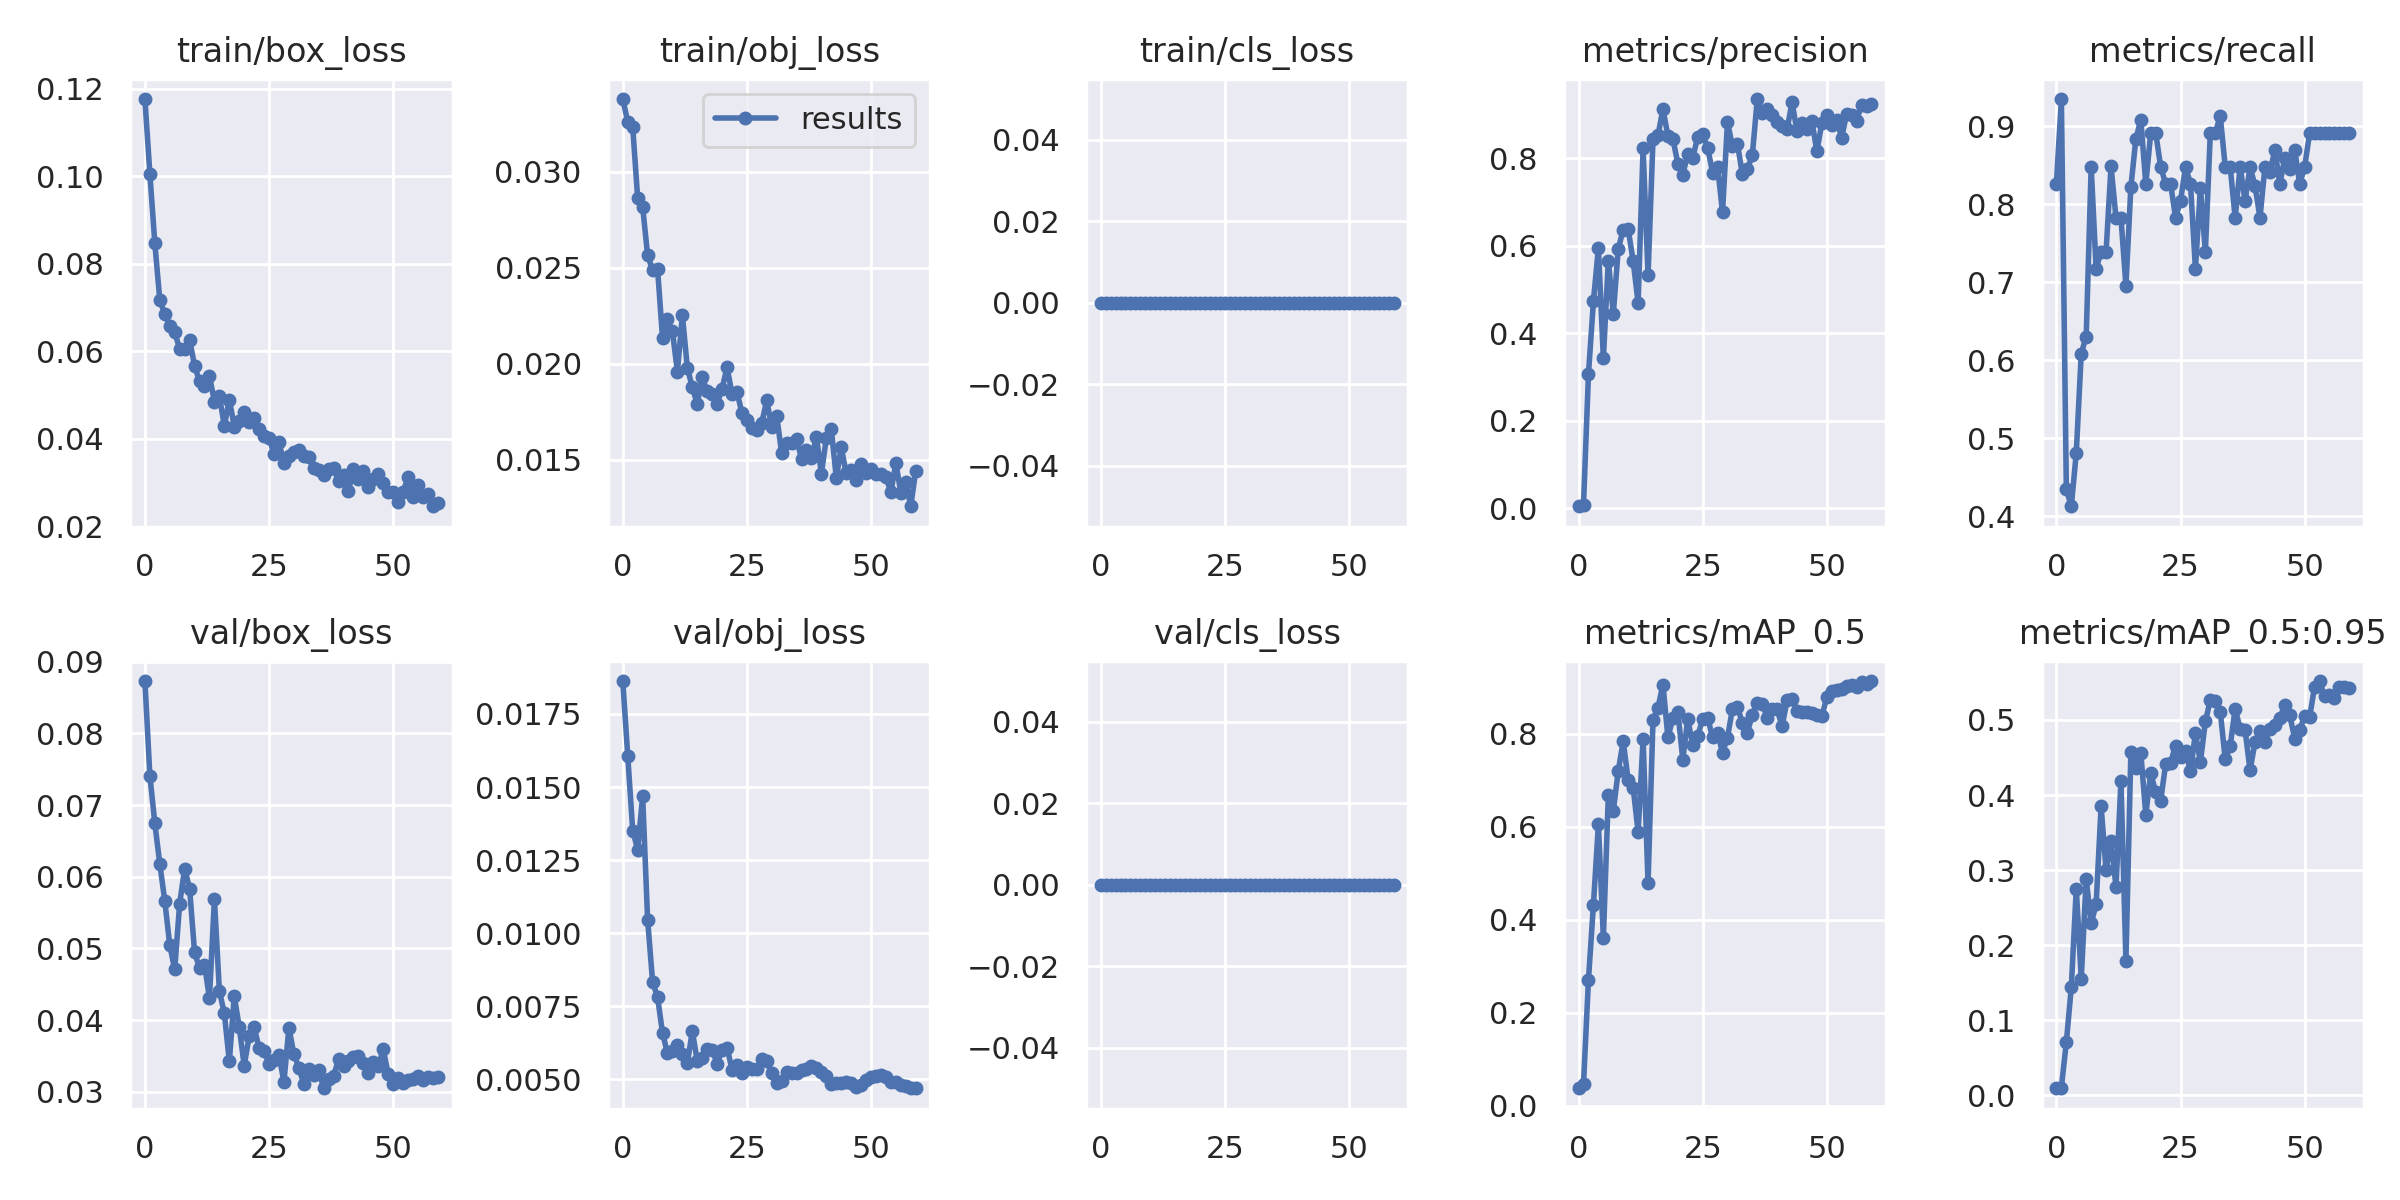 train/box_loss
0.12
0.10
0.08
0.06
0.04
0.02
0 25 50
train/obj_loss
results
0.030
0.025
0.020
0.015
0 25 50
train/cls_loss
0.04
0.02
0.00
−0.02
−0.04
0 25 50
metrics/precision
0.8
0.6
0.4
0.2
0.0
0 25 50
metrics/recall
0.9
0.8
0.7
0.6
0.5
0.4
0 25 50
val/box_loss
0.09
0.08
0.07
0.06
0.05
0.04
0.03
0 25 50
val/obj_loss
0.0175
0.0150
0.0125
0.0100
0.0075
0.0050
0 25 50
val/cls_loss
0.04
0.02
0.00
−0.02
−0.04
0 25 50
metrics/mAP_0.5
0.8
0.6
0.4
0.2
0.0
0 25 50
metrics/mAP_0.5:0.95
0.5
0.4
0.3
0.2
0.1
0.0
0 25 50